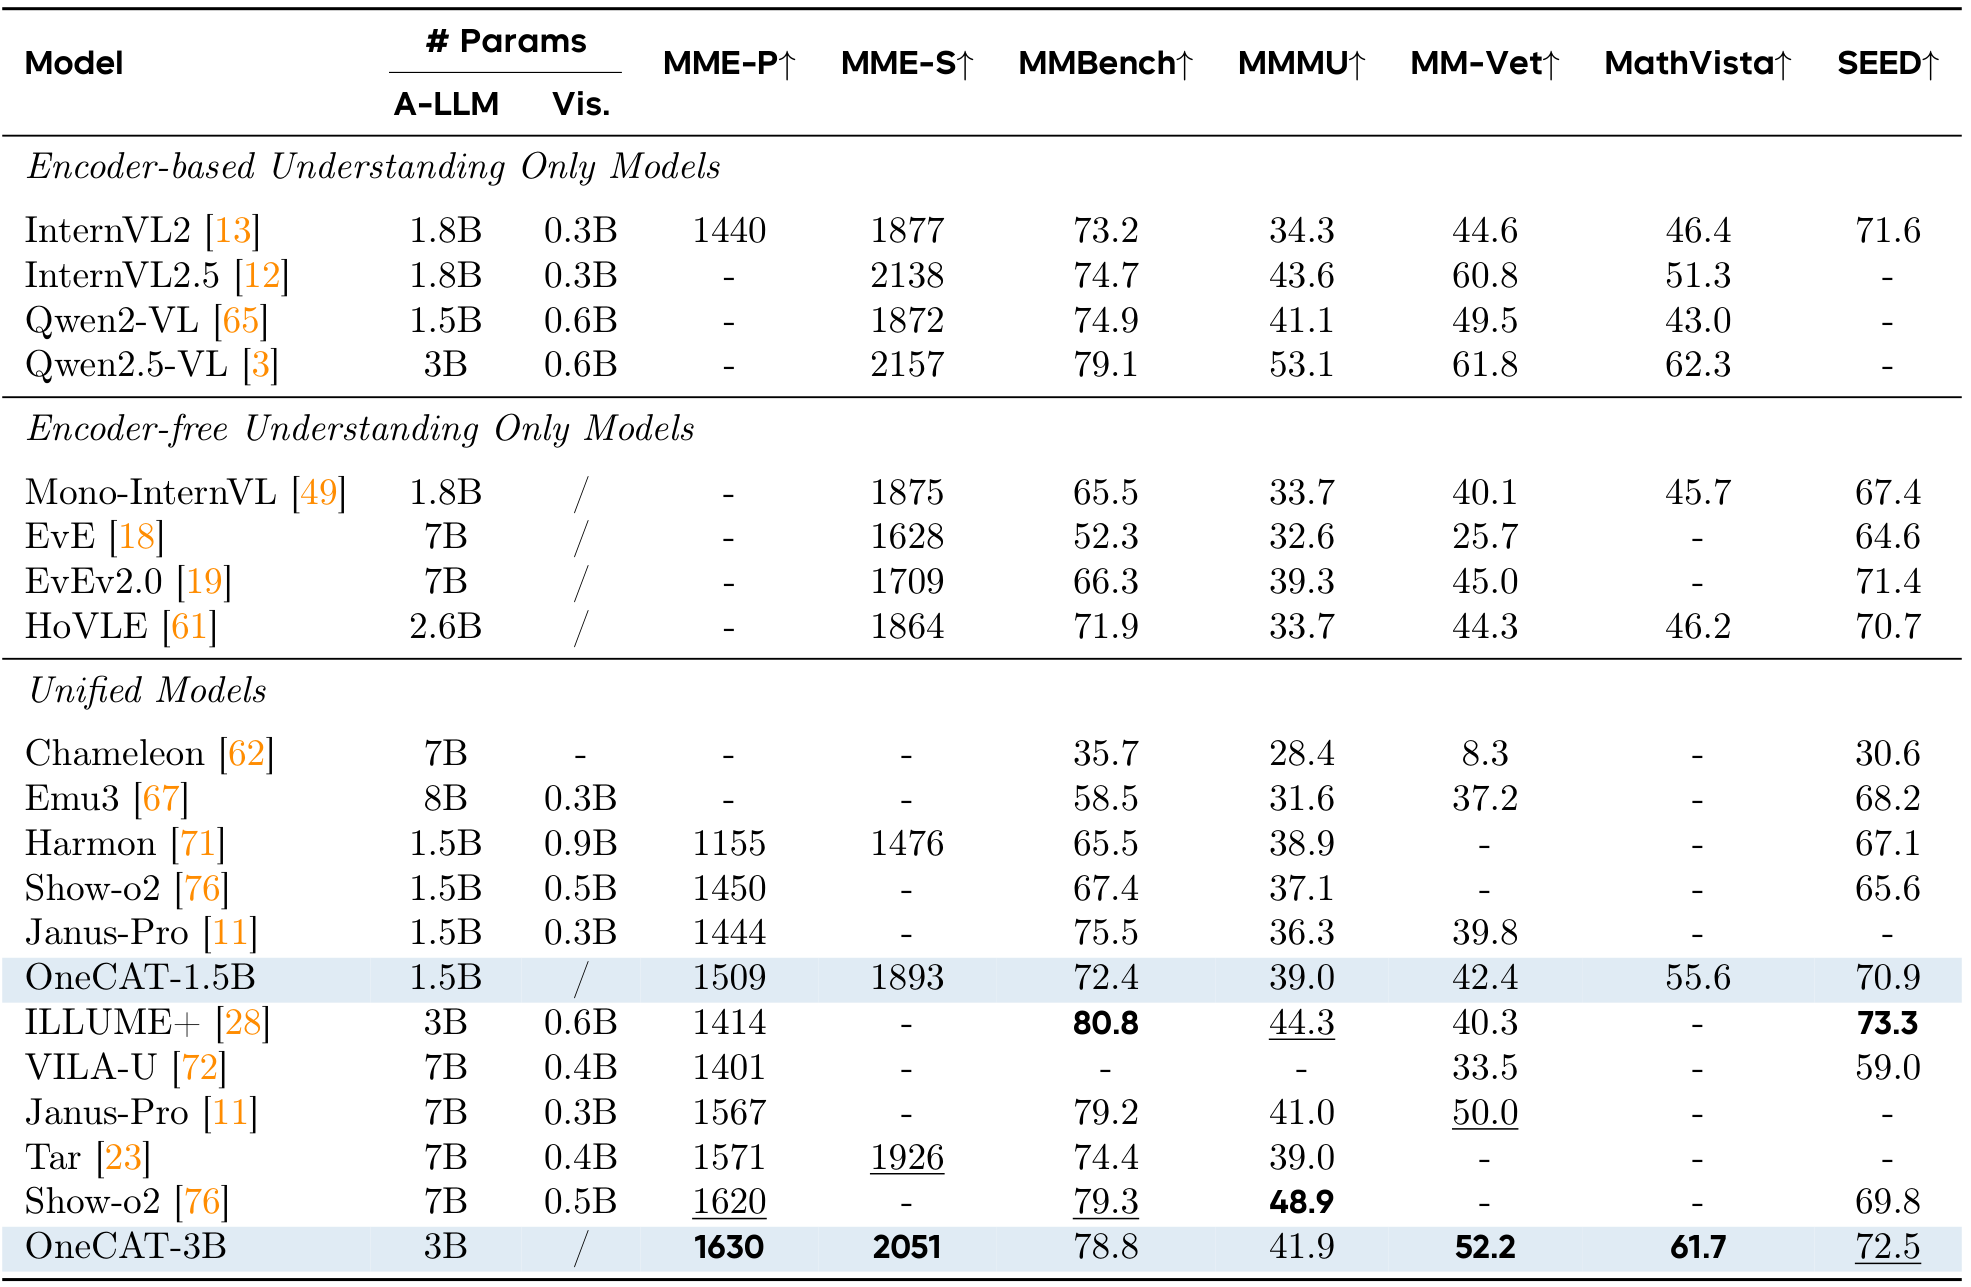 Model # Params MME-P↑ MME-S↑ MMBench↑ MMMU↑ MM-Vet↑ MathVista↑ SEED↑
A-LLM Vis.
Encoder-based Understanding Only Models
InternVL2 [13] 1.8B 0.3B 1440 1877 73.2 34.3 44.6 46.4 71.6
InternVL2.5 [12] 1.8B 0.3B - 2138 74.7 43.6 60.8 51.3 -
Qwen2-VL [65] 1.5B 0.6B - 1872 74.9 41.1 49.5 43.0 -
Qwen2.5-VL [3] 3B 0.6B - 2157 79.1 53.1 61.8 62.3 -
Encoder-free Understanding Only Models
Mono-InternVL [49] 1.8B / - 1875 65.5 33.7 40.1 45.7 67.4
EvE [18] 7B / - 1628 52.3 32.6 25.7 - 64.6
EvEv2.0 [19] 7B / - 1709 66.3 39.3 45.0 - 71.4
HoVLE [61] 2.6B / - 1864 71.9 33.7 44.3 46.2 70.7
Unified Models
Chameleon [62] 7B - - - 35.7 28.4 8.3 - 30.6
Emu3 [67] 8B 0.3B - - 58.5 31.6 37.2 - 68.2
Harmon [71] 1.5B 0.9B 1155 1476 65.5 38.9 - - 67.1
Show-o2 [76] 1.5B 0.5B 1450 - 67.4 37.1 - - 65.6
Janus-Pro [11] 1.5B 0.3B 1444 - 75.5 36.3 39.8 - -
OneCAT-1.5B 1.5B / 1509 1893 72.4 39.0 42.4 55.6 70.9
ILLUME+ [28] 3B 0.6B 1414 - 80.8 44.3 40.3 - 73.3
VILA-U [72] 7B 0.4B 1401 - - - 33.5 - 59.0
Janus-Pro [11] 7B 0.3B 1567 - 79.2 41.0 50.0 - -
Tar [23] 7B 0.4B 1571 1926 74.4 39.0 - - -
Show-o2 [76] 7B 0.5B 1620 - 79.3 48.9 - - 69.8
OneCAT-3B 3B / 1630 2051 78.8 41.9 52.2 61.7 72.5